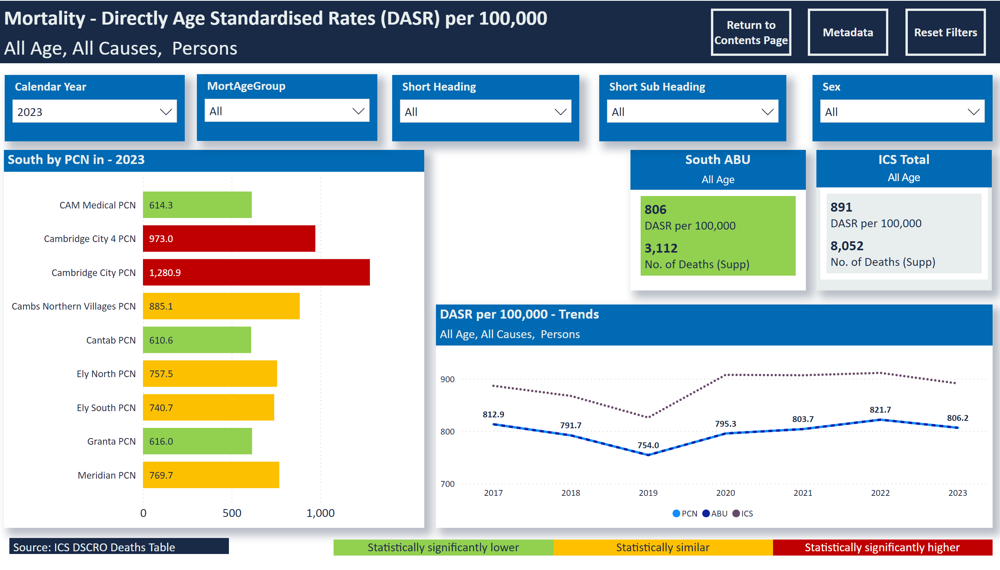 Mortality - Directly Age Standardised Rates (DASR) per 100,000
All Age, All Causes,  Persons
Return to
Contents Page
Metadata
Reset Filters
Calendar Year
2023
MortAgeGroup
All
Short Heading
All
Short Sub Heading
All
Sex
All
South by PCN in - 2023
CAM Medical PCN 614.3
Cambridge City 4 PCN 973.0
Cambridge City PCN 1,280.9
Cambs Northern Villages PCN 885.1
Cantab PCN 610.6
Ely North PCN 757.5
Ely South PCN 740.7
Granta PCN 616.0
Meridian PCN 769.7
0 500 1,000
South ABU
All Age
806
DASR per 100,000
3,112
No. of Deaths (Supp)
ICS Total
All Age
891
DASR per 100,000
8,052
No. of Deaths (Supp)
DASR per 100,000 - Trends
All Age, All Causes,  Persons
900
800
700
812.9 791.7 754.0 795.3 803.7 821.7 806.2
2017 2018 2019 2020 2021 2022 2023
PCN ABU ICS
Source: ICS DSCRO Deaths Table
Statistically significantly lower
Statistically similar
Statistically significantly higher